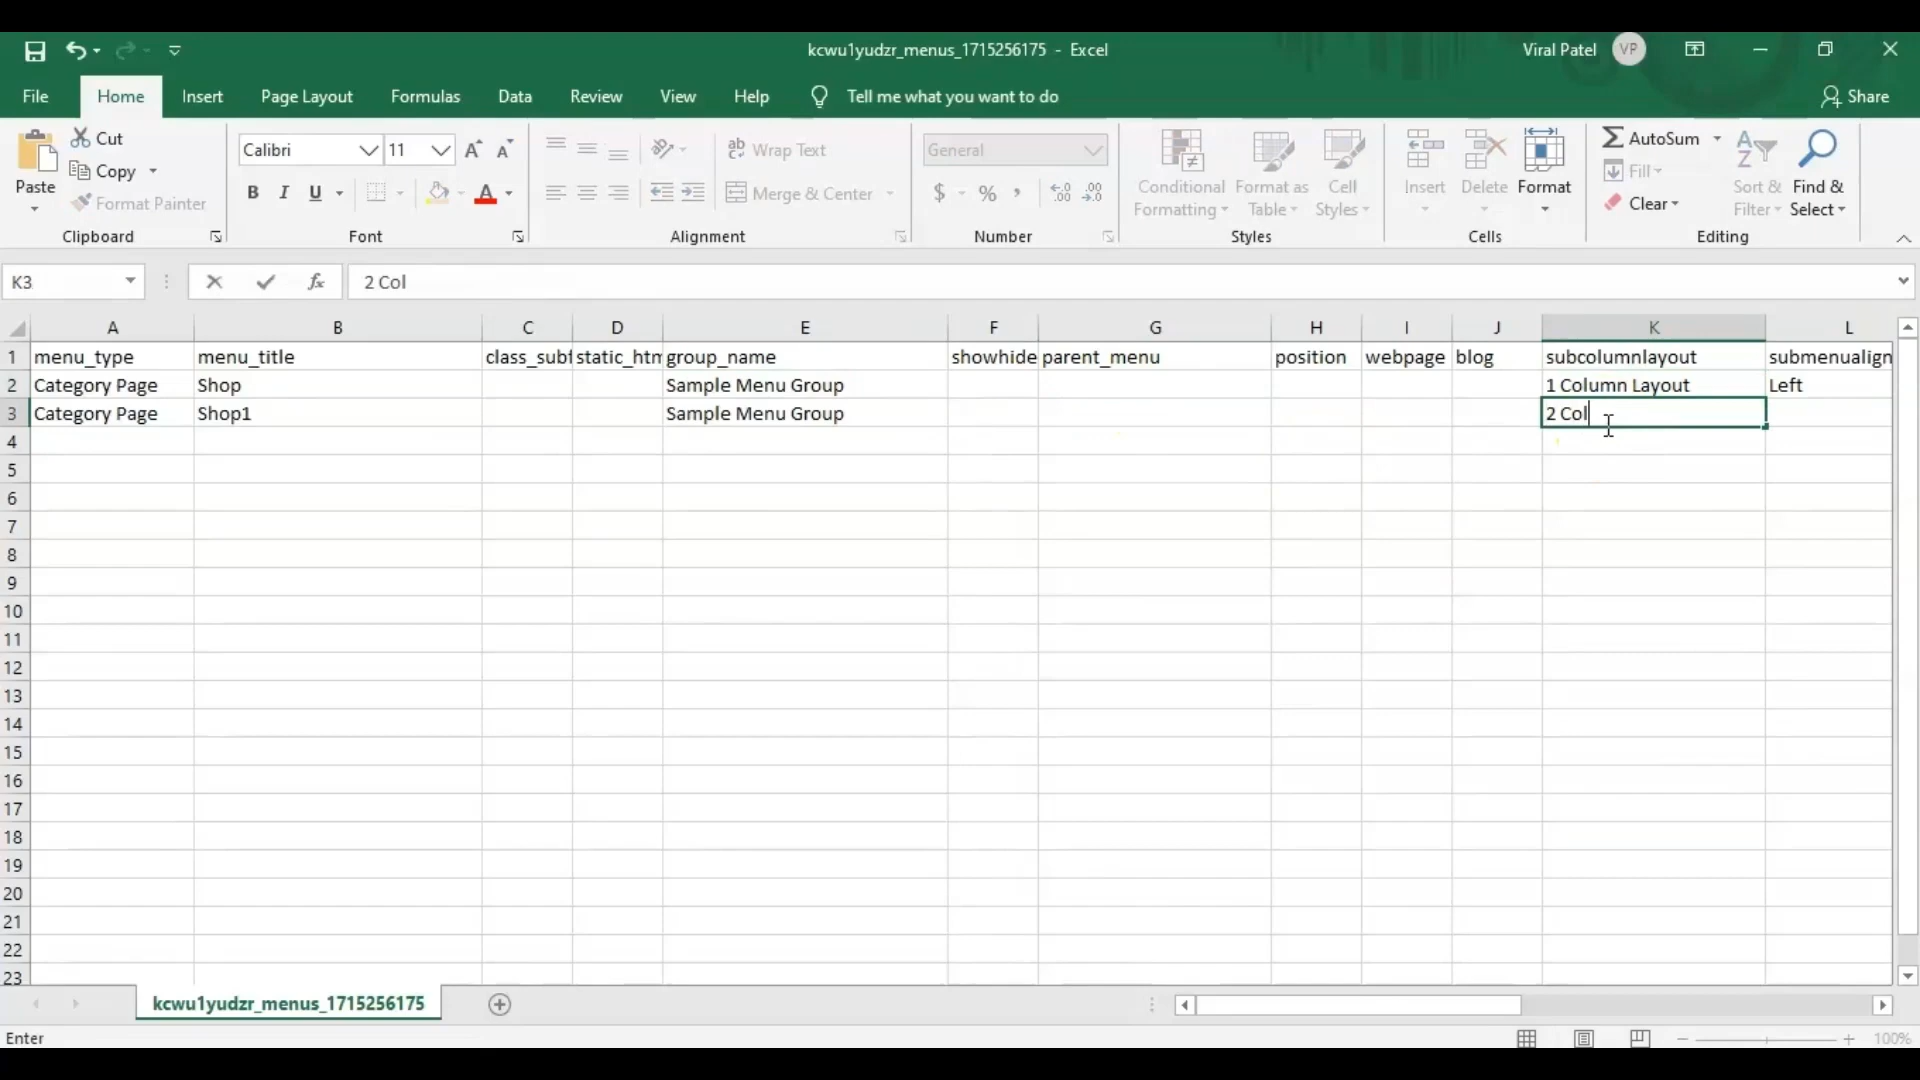 kcwu1yudzr_menus_1715256175 - Excel
Viral Patel VP
File Home Insert Page Layout Formulas Data Review View Help Tell me what you want to do Share
Paste
Cut
Copy
Format Painter
Clipboard
Calibri 11
B I U A
Font
Wrap Text
Merge & Center
Alignment
General
$ % ,
Number
Conditional Formatting
Format as Table
Cell Styles
Styles
Insert
Delete
Format
Cells
AutoSum
Fill
Clear
Sort & Filter
Find & Select
Editing
K3 fx 2 Col
A B C D E F G H I J K L
1 menu_type menu_title class_subf static_htm group_name showhide parent_menu position webpage blog subcolumnlayout submenualign
2 Category Page Shop Sample Menu Group 1 Column Layout Left
3 Category Page Shop1 Sample Menu Group 2 Col
4
5
6
7
8
9
10
11
12
13
14
15
16
17
18
19
20
21
22
23
kcwu1yudzr_menus_1715256175
Enter 100%